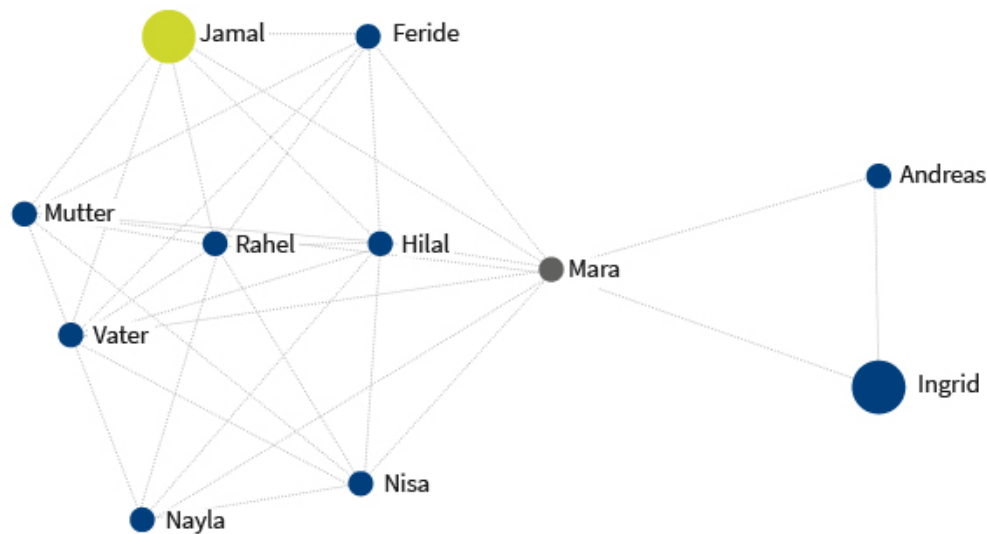 Jamal
Feride
Andreas
Mutter
Rahel
Hilal
Mara
Vater
Ingrid
Nisa
Nayla